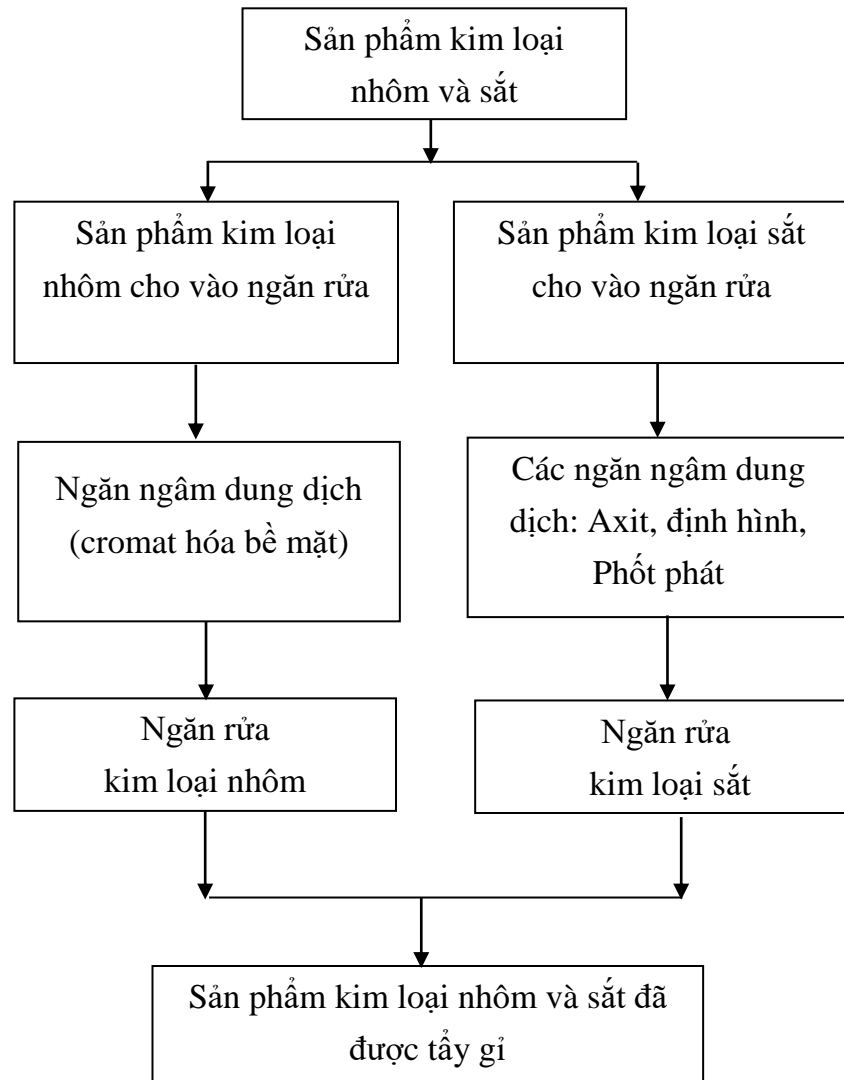 Sản phẩm kim loại
nhôm và sắt
Sản phẩm kim loại
nhôm cho vào ngăn rửa
Sản phẩm kim loại sắt
cho vào ngăn rửa
Ngăn ngâm dung dịch
(cromat hóa bề mặt)
Các ngăn ngâm dung
dịch: Axit, định hình,
Phốt phát
Ngăn rửa
kim loại nhôm
Ngăn rửa
kim loại sắt
Sản phẩm kim loại nhôm và sắt đã
được tẩy gỉ